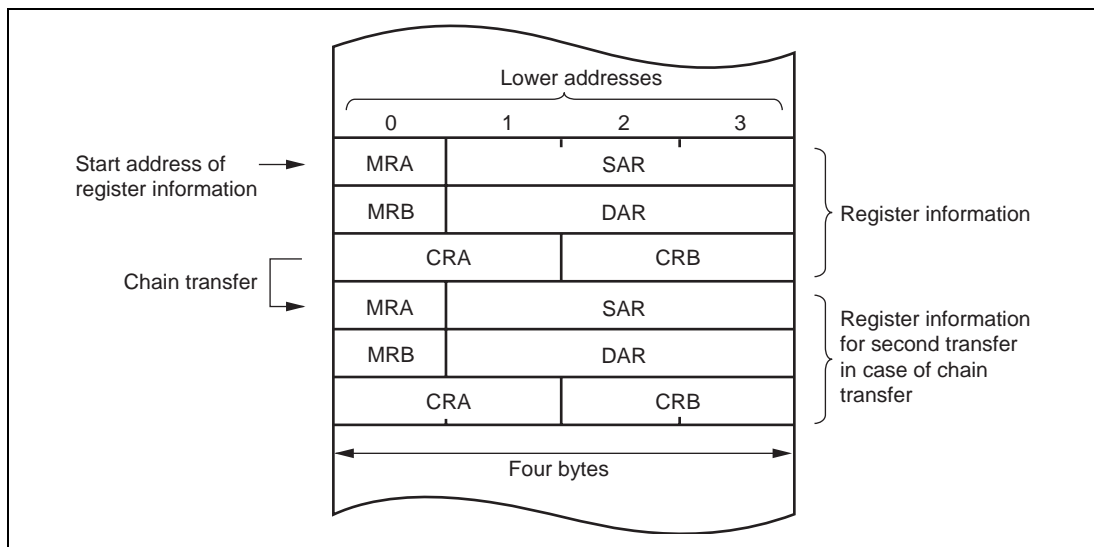 Lower addresses
0 1 2 3
Start address of
register information
MRA SAR
MRB DAR
CRA CRB
Register information
Chain transfer
MRA SAR
MRB DAR
CRA CRB
Register information
for second transfer
in case of chain
transfer
Four bytes